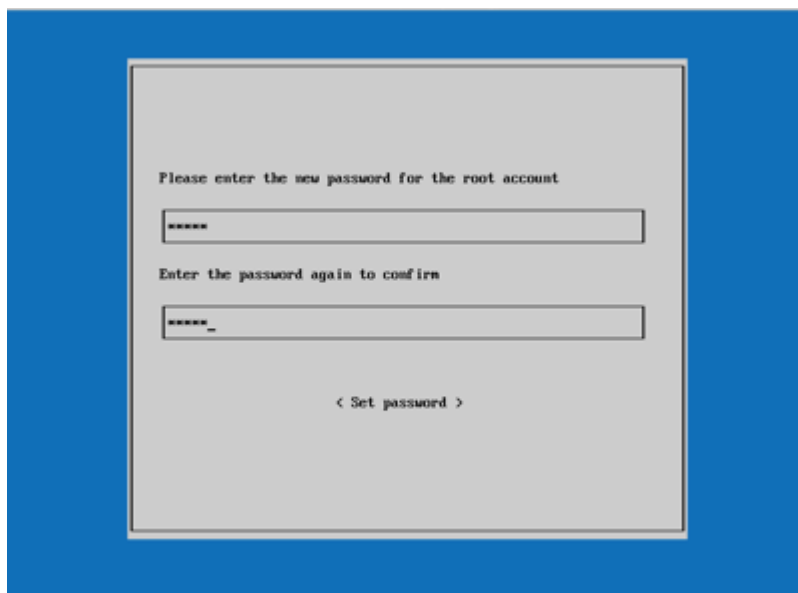 Please enter the new password for the root account
*****
Enter the password again to confirm
*****_
< Set password >